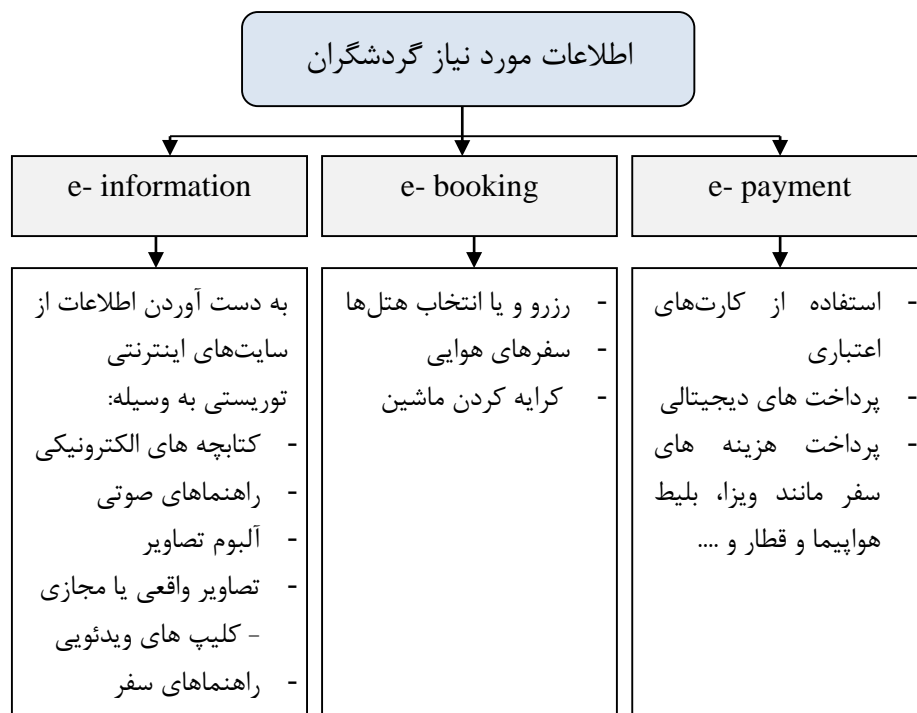 اطلاعات مورد نیاز گردشگران
e- information
e- booking
e- payment
به دست آوردن اطلاعات از
سایت‌های اینترنتی
توریستی به وسیله:
- کتابچه های الکترونیکی
- راهنماهای صوتی
- آلبوم تصاویر
- تصاویر واقعی یا مجازی
– کلیپ های ویدئویی
- راهنماهای سفر
- رزرو و یا انتخاب هتل‌ها
- سفرهای هوایی
- کرایه کردن ماشین
- استفاده از کارت‌های
اعتباری
- پرداخت های دیجیتالی
- پرداخت هزینه های
سفر مانند ویزا، بلیط
هواپیما و قطار و ....